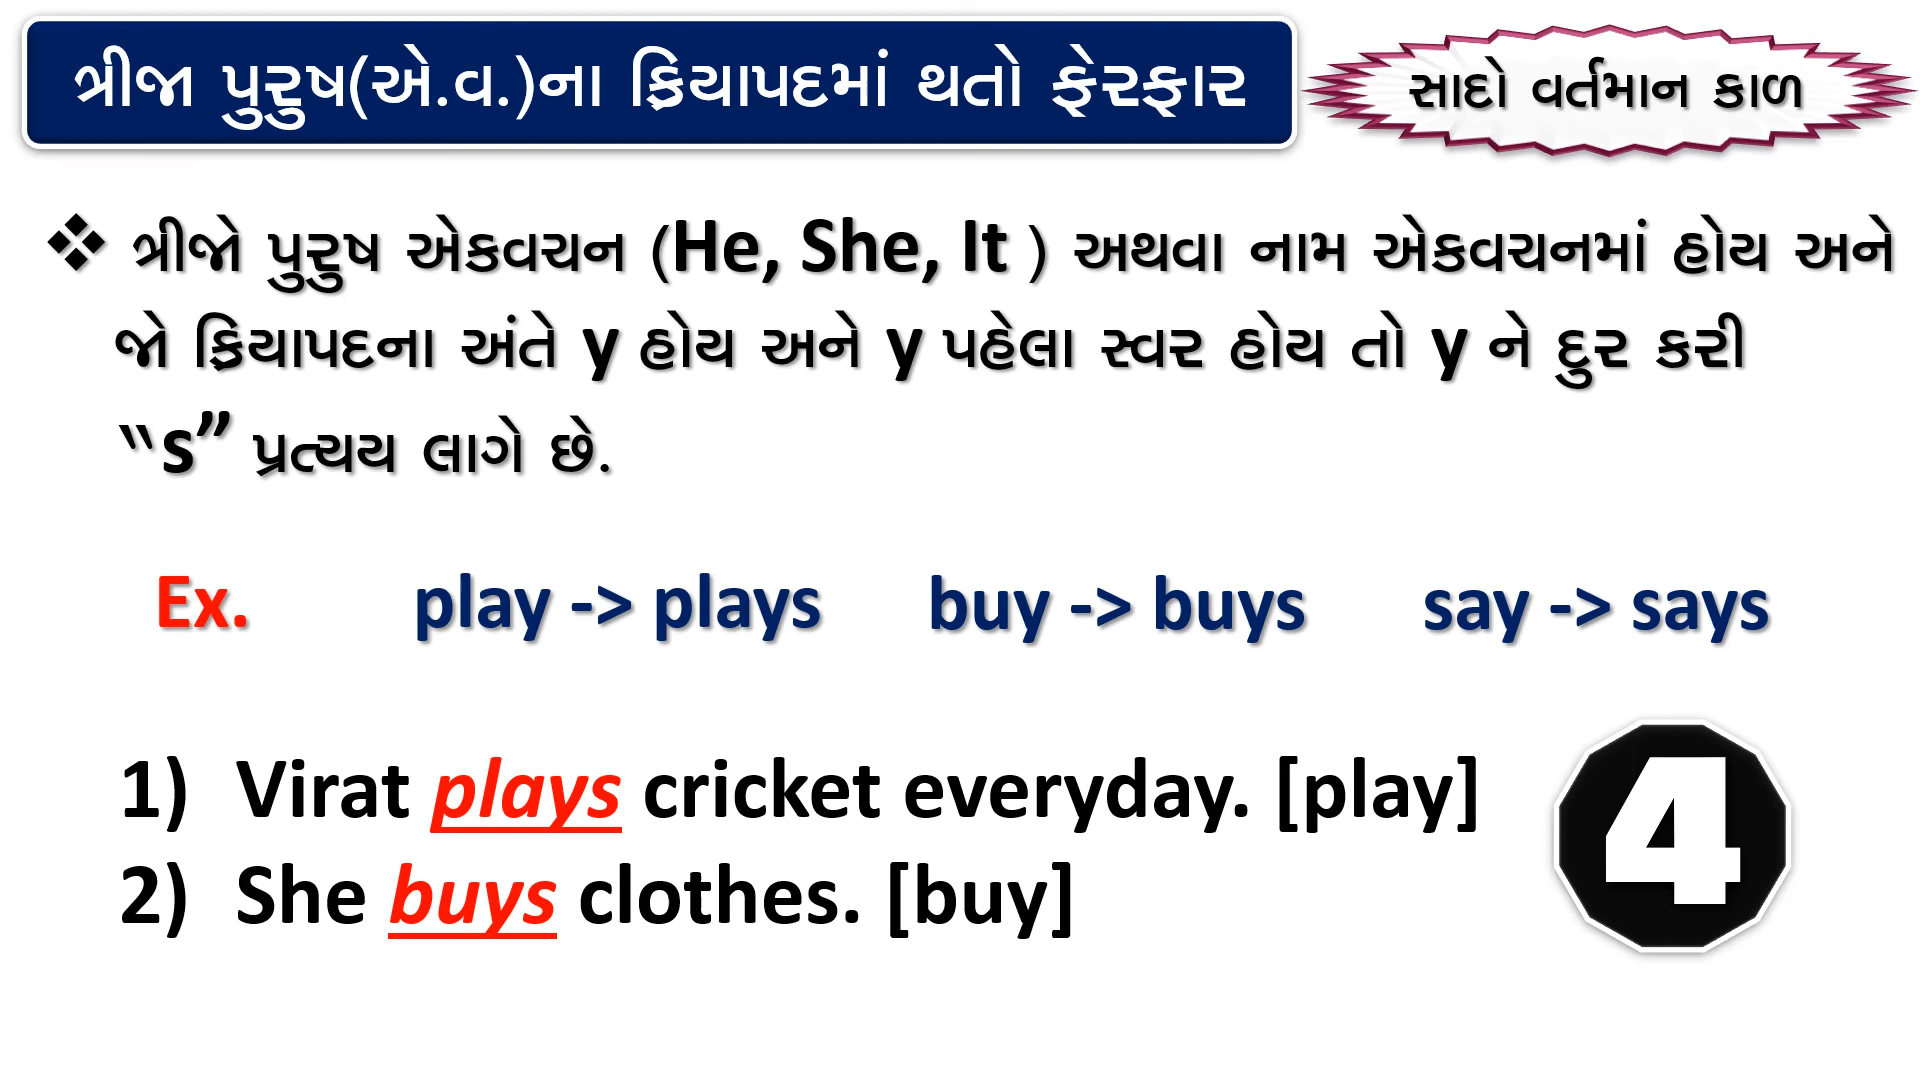 ત્રીજા પુરુષ(એ.વ.)ના ક્રિયાપદમાં થતો ફેરફાર
સાદો વર્તમાન કાળ
❖ ત્રીજો પુરુષ એકવચન (He, She, It ) અથવા નામ એકવચનમાં હોય અને
જો ક્રિયાપદના અંતે y હોય અને y પહેલા સ્વર હોય તો y ને દુર કરી
“s” પ્રત્યય લાગે છે.
Ex. play -> plays buy -> buys say -> says
1) Virat plays cricket everyday. [play]
2) She buys clothes. [buy]
4